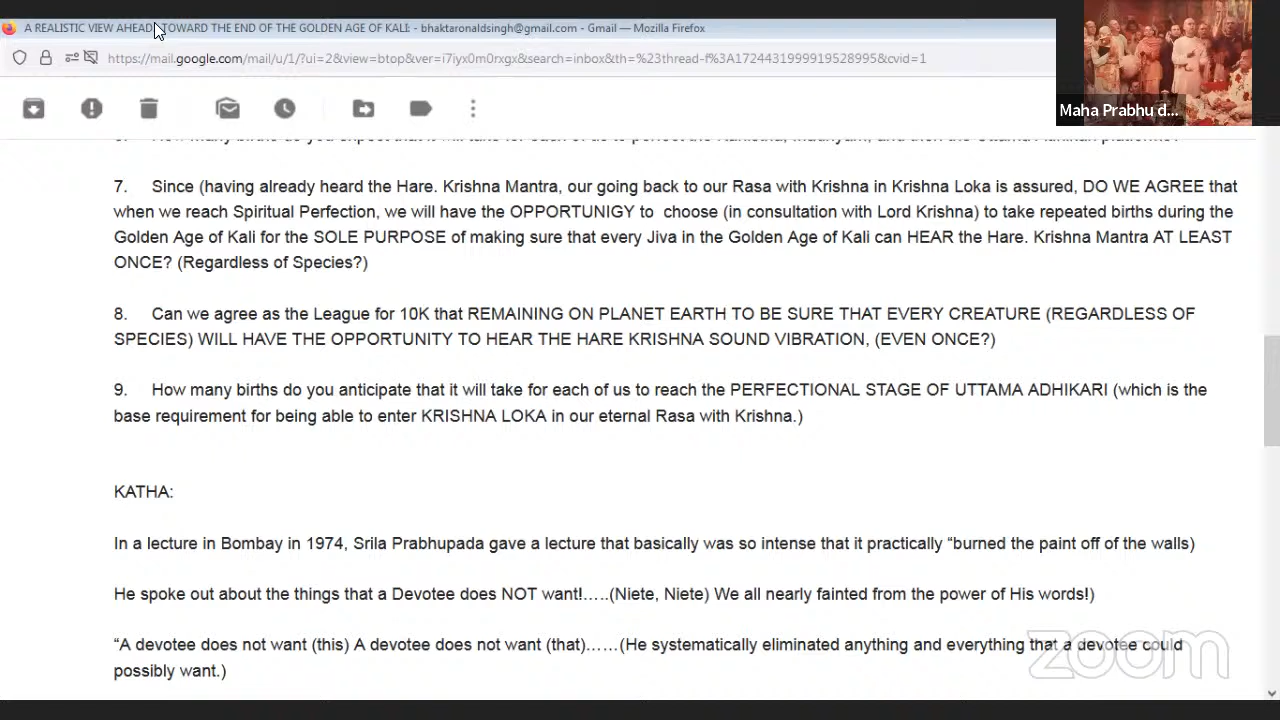 A REALISTIC VIEW AHEAD, TOWARD THE END OF THE GOLDEN AGE OF KALI: - bhaktaronaldsingh@gmail.com - Gmail — Mozilla Firefox
https://mail.google.com/mail/u/1/?ui=2&view=btop&ver=i7iyx0m0rxgx&search=inbox&th=%23thread-f%3A1724431999919528995&cvid=1
Maha Prabhu d...
7. Since (having already heard the Hare. Krishna Mantra, our going back to our Rasa with Krishna in Krishna Loka is assured, DO WE AGREE that
when we reach Spiritual Perfection, we will have the OPPORTUNIGY to choose (in consultation with Lord Krishna) to take repeated births during the
Golden Age of Kali for the SOLE PURPOSE of making sure that every Jiva in the Golden Age of Kali can HEAR the Hare. Krishna Mantra AT LEAST
ONCE? (Regardless of Species?)
8. Can we agree as the League for 10K that REMAINING ON PLANET EARTH TO BE SURE THAT EVERY CREATURE (REGARDLESS OF
SPECIES) WILL HAVE THE OPPORTUNITY TO HEAR THE HARE KRISHNA SOUND VIBRATION, (EVEN ONCE?)
9. How many births do you anticipate that it will take for each of us to reach the PERFECTIONAL STAGE OF UTTAMA ADHIKARI (which is the
base requirement for being able to enter KRISHNA LOKA in our eternal Rasa with Krishna.)
KATHA:
In a lecture in Bombay in 1974, Srila Prabhupada gave a lecture that basically was so intense that it practically “burned the paint off of the walls)
He spoke out about the things that a Devotee does NOT want!.….(Niete, Niete) We all nearly fainted from the power of His words!)
“A devotee does not want (this) A devotee does not want (that)……(He systematically eliminated anything and everything that a devotee could
possibly want.)
zoom